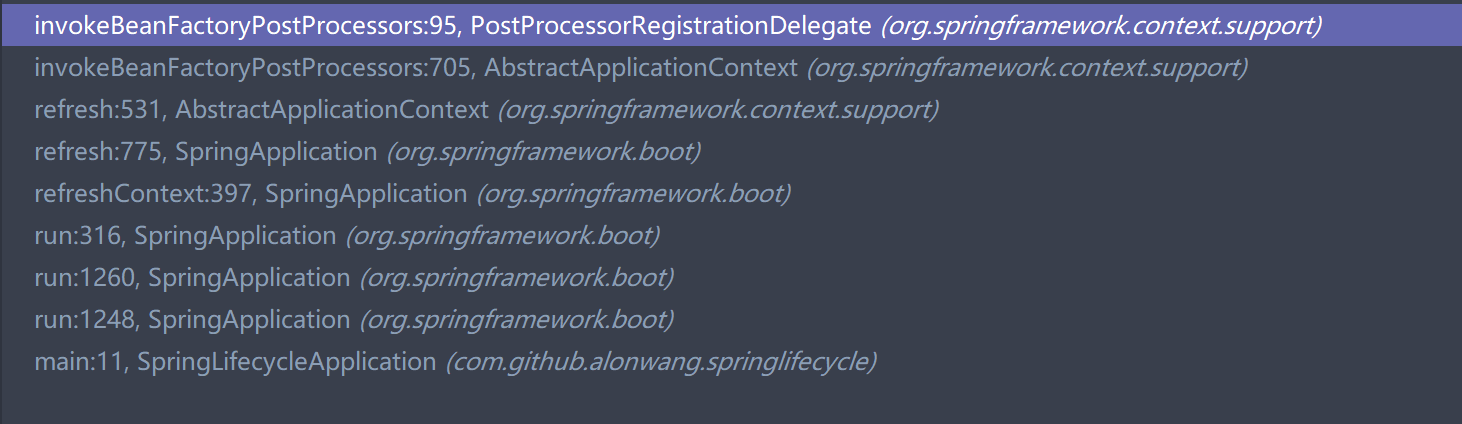 invokeBeanFactoryPostProcessors:95, PostProcessorRegistrationDelegate (org.springframework.context.support)
invokeBeanFactoryPostProcessors:705, AbstractApplicationContext (org.springframework.context.support)
refresh:531, AbstractApplicationContext (org.springframework.context.support)
refresh:775, SpringApplication (org.springframework.boot)
refreshContext:397, SpringApplication (org.springframework.boot)
run:316, SpringApplication (org.springframework.boot)
run:1260, SpringApplication (org.springframework.boot)
run:1248, SpringApplication (org.springframework.boot)
main:11, SpringLifecycleApplication (com.github.alonwang.springlifecycle)